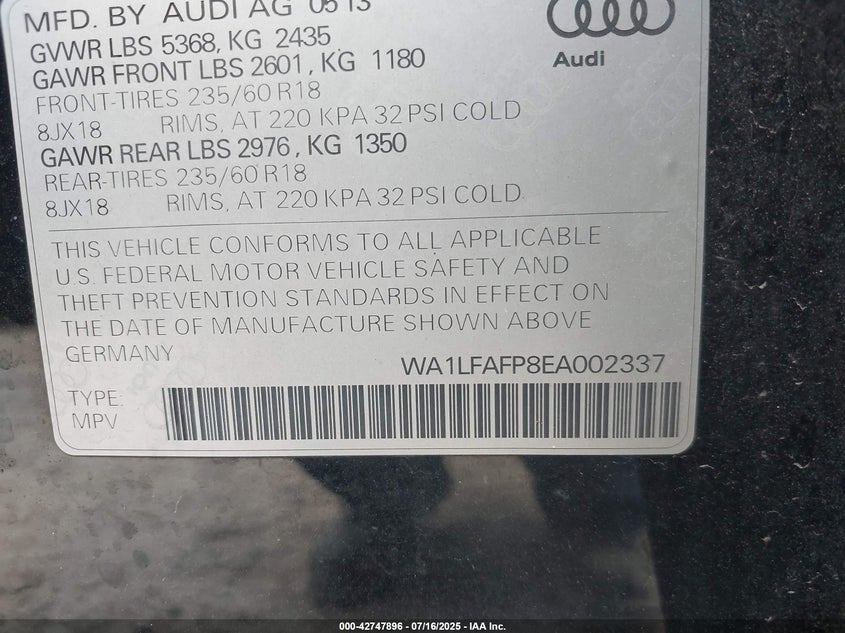 MFD. BY AUDI AG 05 13
GVWR LBS 5368, KG 2435
GAWR FRONT LBS 2601, KG 1180
FRONT-TIRES 235/60 R18
8JX18 RIMS, AT 220 KPA 32 PSI COLD
GAWR REAR LBS 2976, KG 1350
REAR-TIRES 235/60 R18
8JX18 RIMS, AT 220 KPA 32 PSI COLD
Audi
THIS VEHICLE CONFORMS TO ALL APPLICABLE
U.S. FEDERAL MOTOR VEHICLE SAFETY AND
THEFT PREVENTION STANDARDS IN EFFECT ON
THE DATE OF MANUFACTURE SHOWN ABOVE
GERMANY
WA1LFAFP8EA002337
TYPE:
MPV
000-42747896 - 07/16/2025 - IAA Inc.